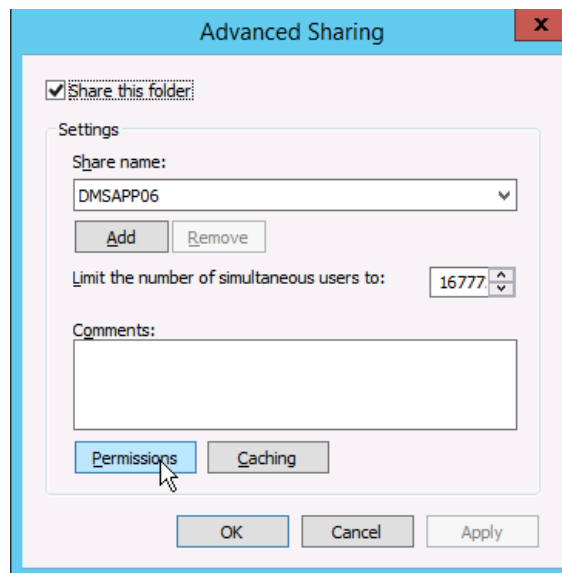 Advanced Sharing
x
Share this folder
Settings
Share name:
DMSAPP06
Add Remove
Limit the number of simultaneous users to: 16777
Comments:
Permissions Caching
OK Cancel Apply